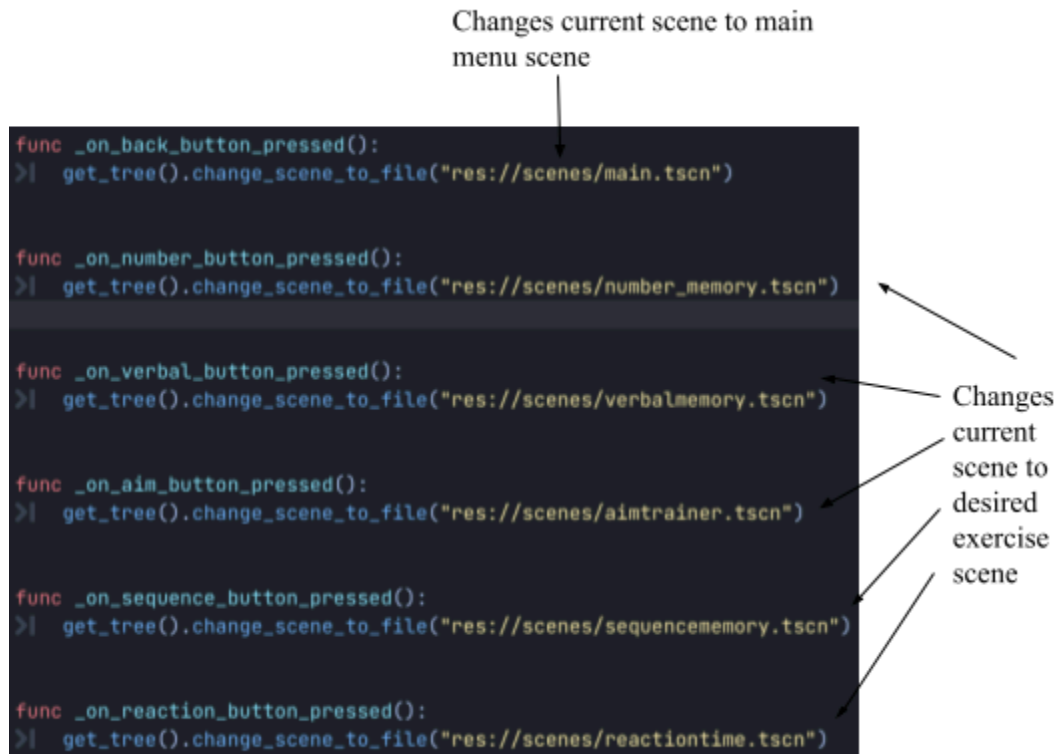 Changes current scene to main
menu scene
func _on_back_button_pressed():
get_tree().change_scene_to_file("res://scenes/main.tscn")
func _on_number_button_pressed():
get_tree().change_scene_to_file("res://scenes/number_memory.tscn")
func _on_verbal_button_pressed():
get_tree().change_scene_to_file("res://scenes/verbalmemory.tscn")
func _on_aim_button_pressed():
get_tree().change_scene_to_file("res://scenes/aimtrainer.tscn")
func _on_sequence_button_pressed():
get_tree().change_scene_to_file("res://scenes/sequencememory.tscn")
func _on_reaction_button_pressed():
get_tree().change_scene_to_file("res://scenes/reactiontime.tscn")
Changes
current
scene to
desired
exercise
scene